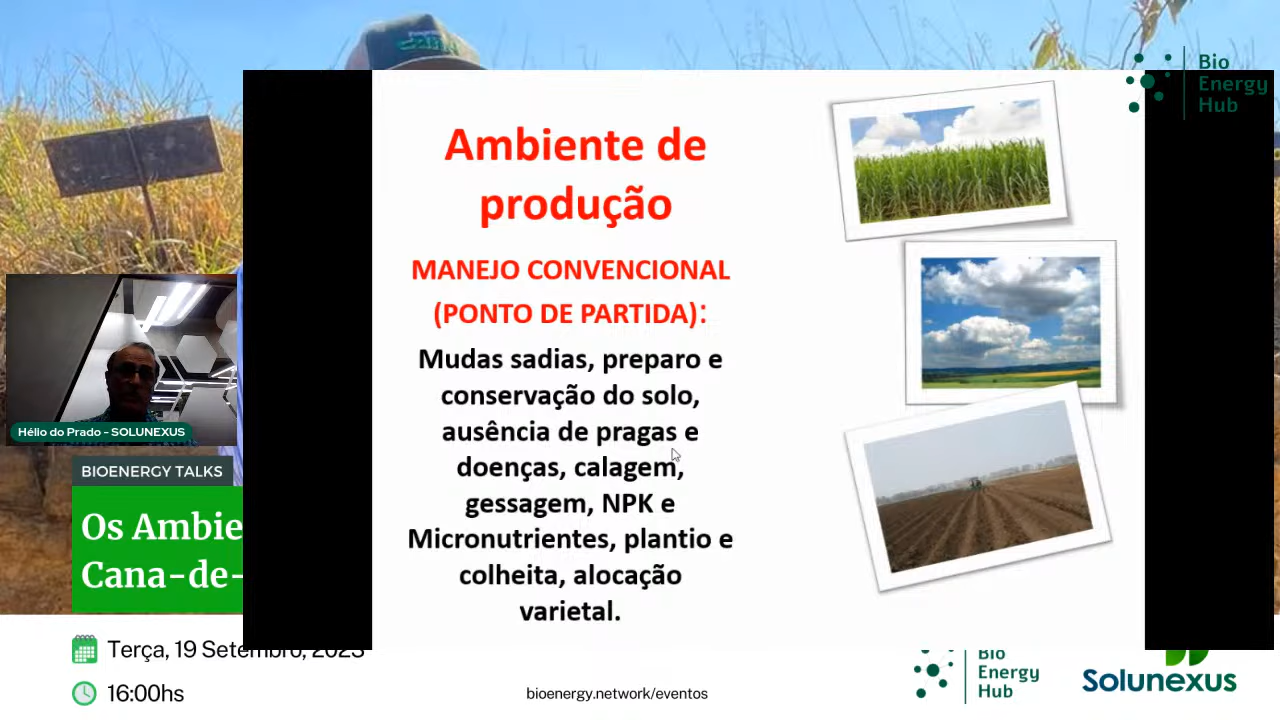 Bio
Energy
Hub
Ambiente de
produção
MANEJO CONVENCIONAL
(PONTO DE PARTIDA):
Mudas sadias, preparo e
conservação do solo,
ausência de pragas e
doenças, calagem,
gessagem, NPK e
Micronutrientes, plantio e
colheita, alocação
varietal.
Hélio do Prado - SOLUNEXUS
BIOENERGY TALKS
Os Ambie
Cana-de-
Terça, 19 Setembro, 2023
16:00hs
bioenergy.network/eventos
Bio
Energy
Hub
Solunexus